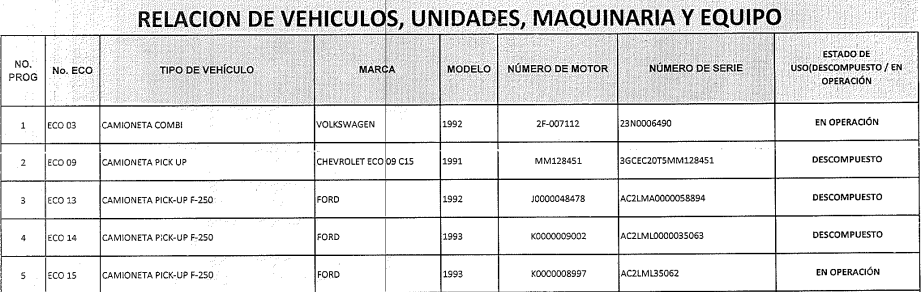 RELACION DE VEHICULOS, UNIDADES, MAQUINARIA Y EQUIPO
NO. PROG No. ECO TIPO DE VEHÍCULO MARCA MODELO NÚMERO DE MOTOR NÚMERO DE SERIE ESTADO DE USO(DESCOMPUESTO / EN OPERACIÓN
1 ECO 03 CAMIONETA COMBI VOLKSWAGEN 1992 2F-007112 23N0006490 EN OPERACIÓN
2 ECO 09 CAMIONETA PICK UP CHEVROLET ECO 09 C15 1991 MM128451 3GCEC20T5MM128451 DESCOMPUESTO
3 ECO 13 CAMIONETA PICK-UP F-250 FORD 1992 J0000048478 AC2LMA0000058894 DESCOMPUESTO
4 ECO 14 CAMIONETA PICK-UP F-250 FORD 1993 K0000009002 AC2LML0000035063 DESCOMPUESTO
5 ECO 15 CAMIONETA PICK-UP F-250 FORD 1993 K0000008997 AC2LML35062 EN OPERACIÓN